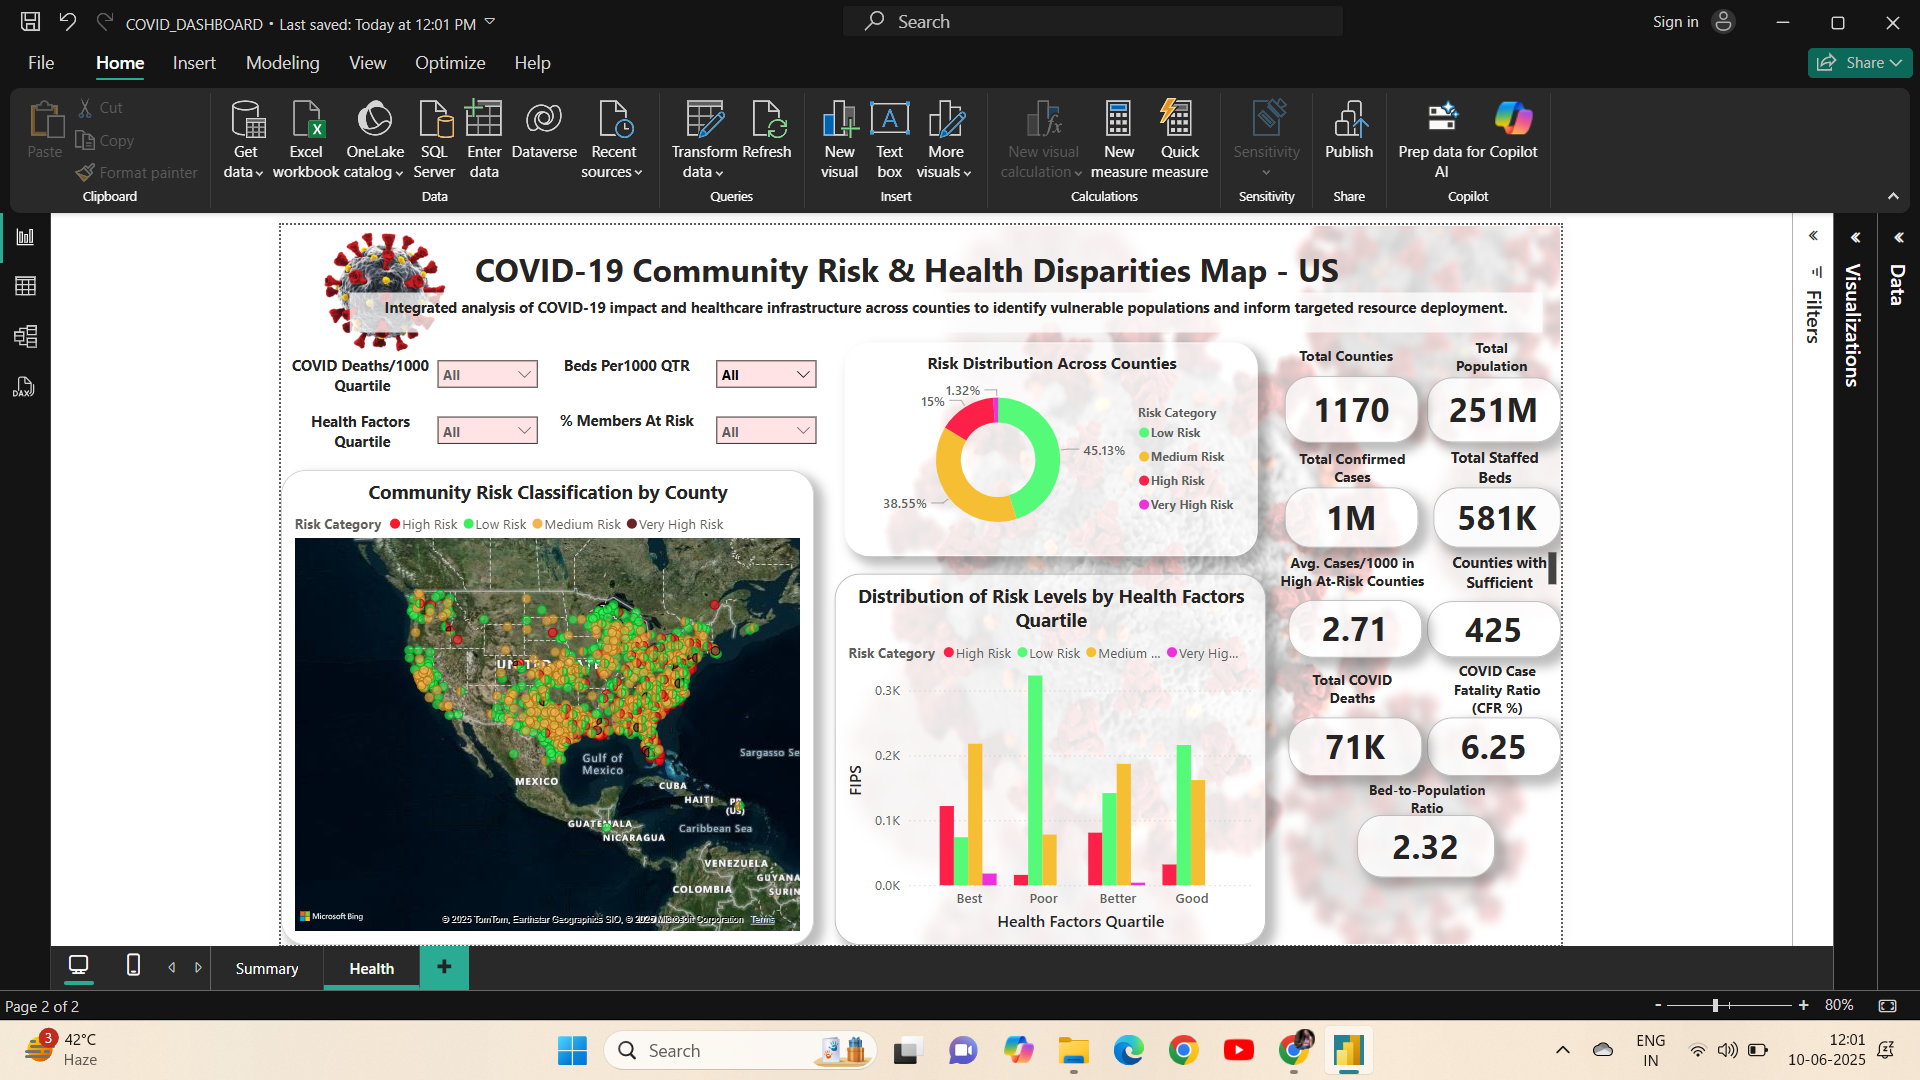 COVID_DASHBOARD • Last saved: Today at 12:01 PM
Search
Sign in
File Home Insert Modeling View Optimize Help
Share
Paste
Cut
Copy
Format painter
Clipboard
Get data
Excel workbook
OneLake catalog
SQL Server
Enter data
Dataverse
Recent sources
Data
Transform data
Refresh
Queries
New visual
Text box
More visuals
Insert
New visual calculation
New measure
Quick measure
Calculations
Sensitivity
Sensitivity
Publish
Share
Prep data for AI
Copilot
Copilot
COVID-19 Community Risk & Health Disparities Map - US
Integrated analysis of COVID-19 impact and healthcare infrastructure across counties to identify vulnerable populations and inform targeted resource deployment.
COVID Deaths/1000 Quartile
All
Beds Per1000 QTR
All
Health Factors Quartile
All
% Members At Risk
All
Community Risk Classification by County
Risk Category High Risk Low Risk Medium Risk Very High Risk
Gulf of Mexico
Sargasso Se
MEXICO
CUBA
HAITI
PR (US)
GUATEMALA
NICARAGUA
Caribbean Sea
VENEZUELA
GUYANA
COLOMBIA
SURIN
Microsoft Bing
© 2025 TomTom, Earthstar Geographics SIO, © 2025 Microsoft Corporation Terms
Risk Distribution Across Counties
1.32%
15%
45.13%
38.55%
Risk Category
Low Risk
Medium Risk
High Risk
Very High Risk
Distribution of Risk Levels by Health Factors
Quartile
Risk Category High Risk Low Risk Medium ... Very Hig...
0.3K
0.2K
0.1K
0.0K
FIPS
Best Poor Better Good
Health Factors Quartile
Total Counties
1170
Total Population
251M
Total Confirmed Cases
1M
Total Staffed Beds
581K
Avg. Cases/1000 in High At-Risk Counties
2.71
Counties with Sufficient
425
Total COVID Deaths
71K
COVID Case Fatality Ratio (CFR %)
6.25
Bed-to-Population Ratio
2.32
Filters
Visualizations
Data
DAX
Summary Health +
Page 2 of 2
- + 80%
3
42°C
Haze
Search
ENG
IN
12:01
10-06-2025